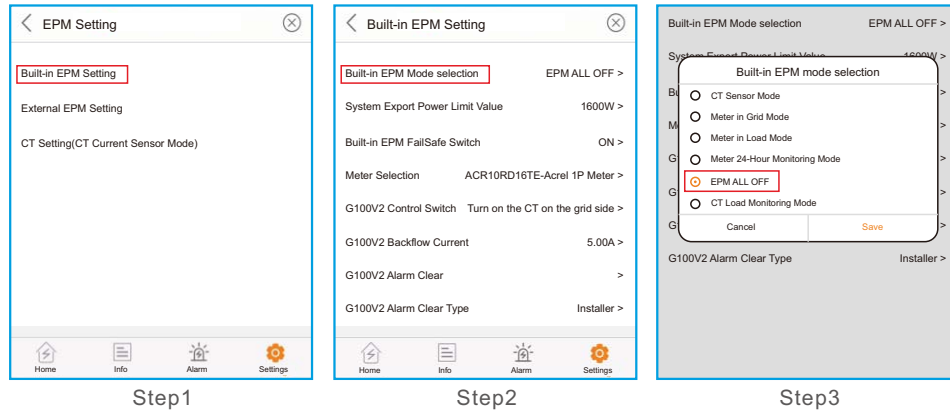 EPM Setting
Built-in EPM Setting
External EPM Setting
CT Setting(CT Current Sensor Mode)
Home Info Alarm Settings
Step1
Built-in EPM Setting
Built-in EPM Mode selection EPM ALL OFF >
System Export Power Limit Value 1600W >
Built-in EPM FailSafe Switch ON >
Meter Selection ACR10RD16TE-Acrel 1P Meter >
G100V2 Control Switch Turn on the CT on the grid side >
G100V2 Backflow Current 5.00A >
G100V2 Alarm Clear >
G100V2 Alarm Clear Type Installer >
Home Info Alarm Settings
Step2
Built-in EPM Mode selection EPM ALL OFF >
System Export Power Limit Value 1600W >
Built-in EPM mode selection
CT Sensor Mode
Meter in Grid Mode
Meter in Load Mode
Meter 24-Hour Monitoring Mode
EPM ALL OFF
CT Load Monitoring Mode
Cancel Save
G100V2 Alarm Clear Type Installer >
Step3